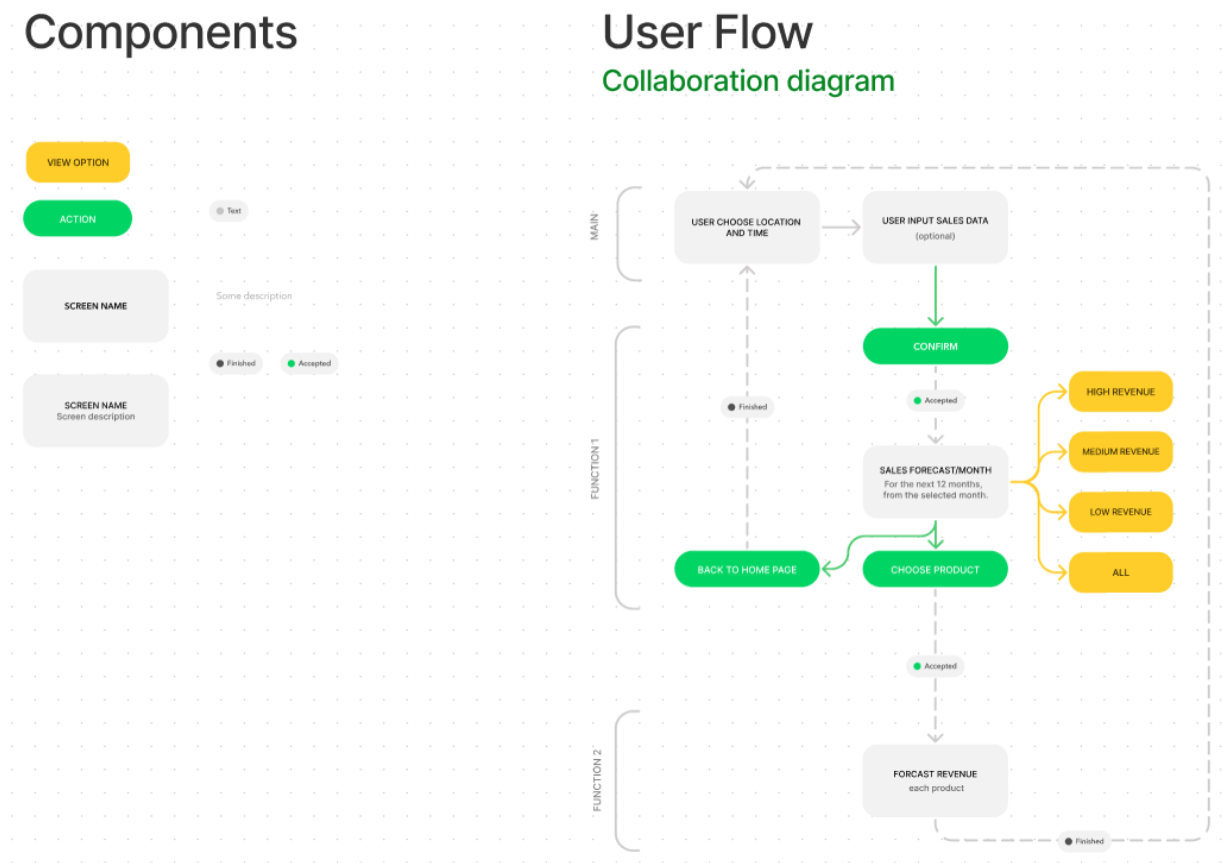 Components
VIEW OPTION
ACTION
Text
SCREEN NAME
Some description
Finished
Accepted
SCREEN NAME
Screen description
User Flow
Collaboration diagram
MAIN
USER CHOOSE LOCATION
AND TIME
USER INPUT SALES DATA
(optional)
FUNCTION 1
CONFIRM
Accepted
Finished
SALES FORECAST/MONTH
For the next 12 months,
from the selected month.
HIGH REVENUE
MEDIUM REVENUE
LOW REVENUE
ALL
BACK TO HOME PAGE
CHOOSE PRODUCT
Accepted
FUNCTION 2
FORCAST REVENUE
each product
Finished